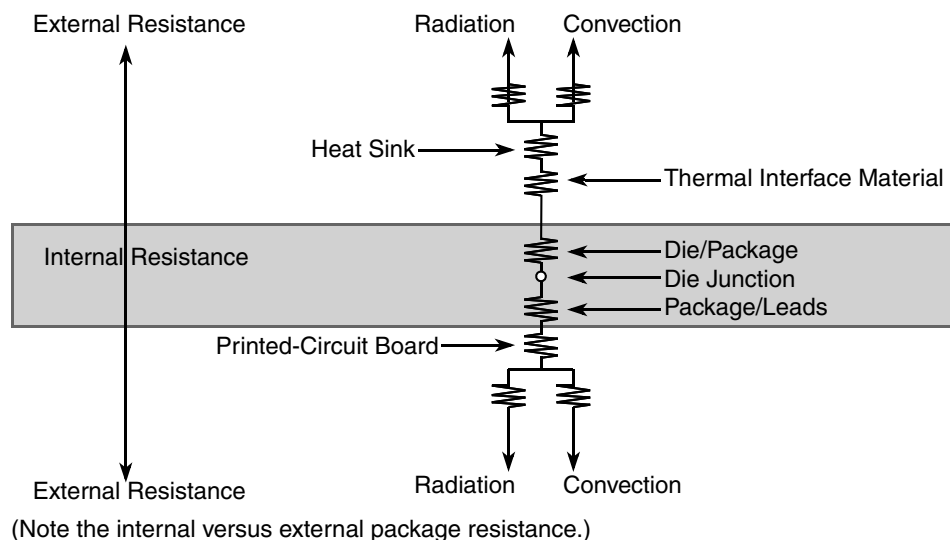 External Resistance
Radiation
Convection
Heat Sink
Thermal Interface Material
Internal Resistance
Die/Package
Die Junction
Package/Leads
Printed-Circuit Board
External Resistance
Radiation
Convection
(Note the internal versus external package resistance.)